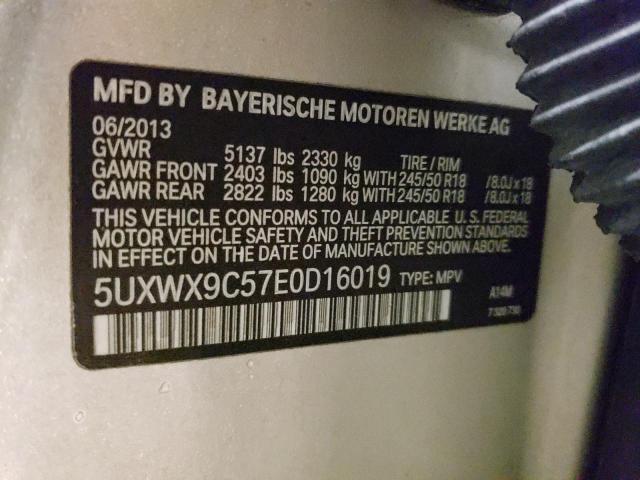 MFD BY BAYERISCHE MOTOREN WERKE AG
06/2013
GVWR 5137 lbs 2330 kg TIRE / RIM
GAWR FRONT 2403 lbs 1090 kg WITH 245/50 R18 /8.0J x 18
GAWR REAR 2822 lbs 1280 kg WITH 245/50 R18 /8.0J x 18
THIS VEHICLE CONFORMS TO ALL APPLICABLE U.S. FEDERAL
MOTOR VEHICLE SAFETY AND THEFT PREVENTION STANDARDS
IN EFFECT ON THE DATE OF MANUFACTURE SHOWN ABOVE.
5UXWX9C57E0D16019 TYPE: MPV
A14M